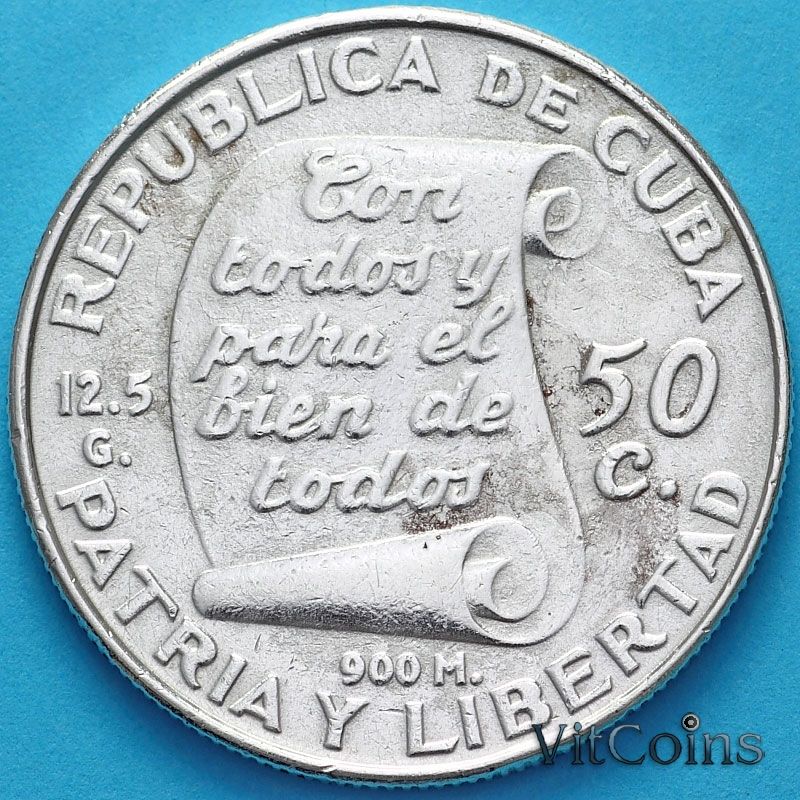 REPUBLICA DE CUBA
Con
todos y
para el
bien de
todos
12.5
G.
50
C.
900 M.
PATRIA Y LIBERTAD
VitCoins